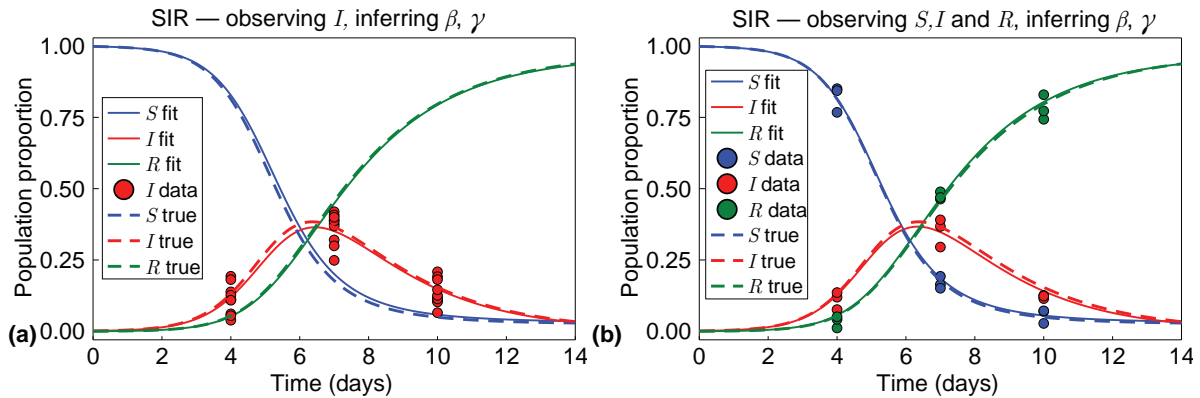 SIR — observing I, inferring β, γ
Population proportion
1.00
0.75
0.50
0.25
0.00
S fit
I fit
R fit
I data
S true
I true
R true
(a)
0 2 4 6 8 10 12 14
Time (days)
SIR — observing S,I and R, inferring β, γ
Population proportion
1.00
0.75
0.50
0.25
0.00
S fit
I fit
R fit
S data
I data
R data
S true
I true
R true
(b)
0 2 4 6 8 10 12 14
Time (days)